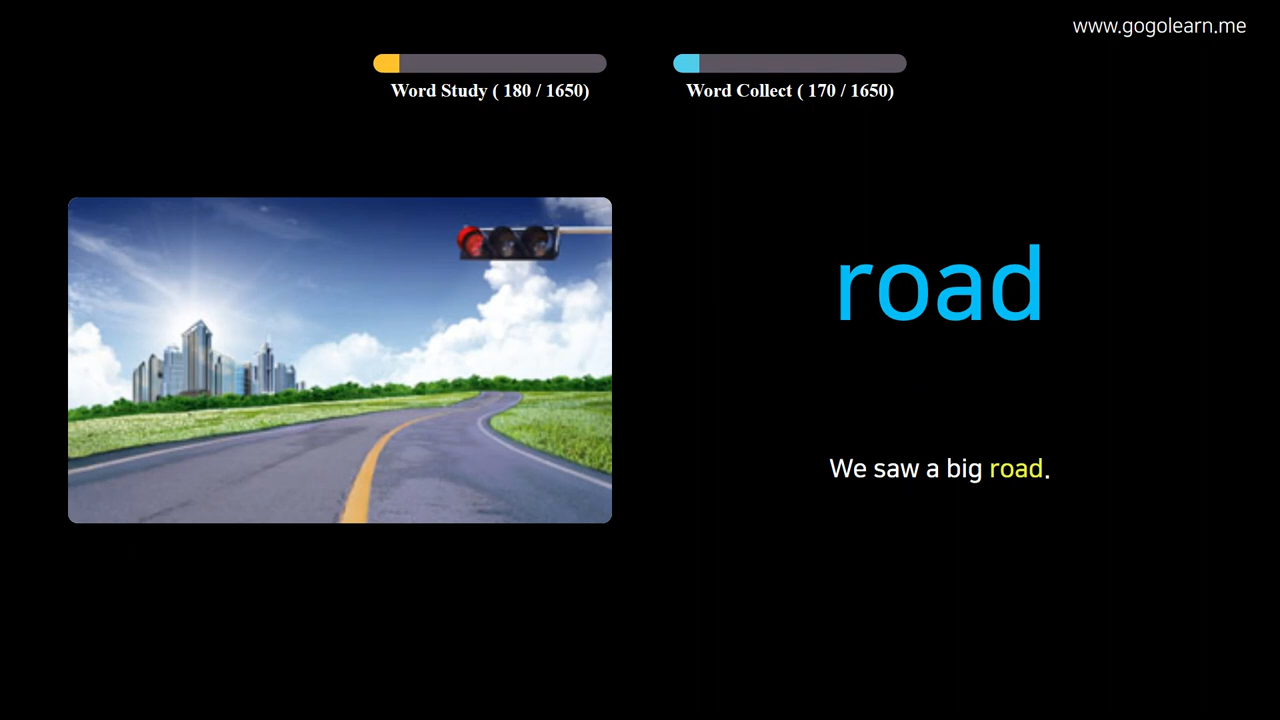 www.gogolearn.me
Word Study ( 180 / 1650)
Word Collect ( 170 / 1650)
road
We saw a big road.